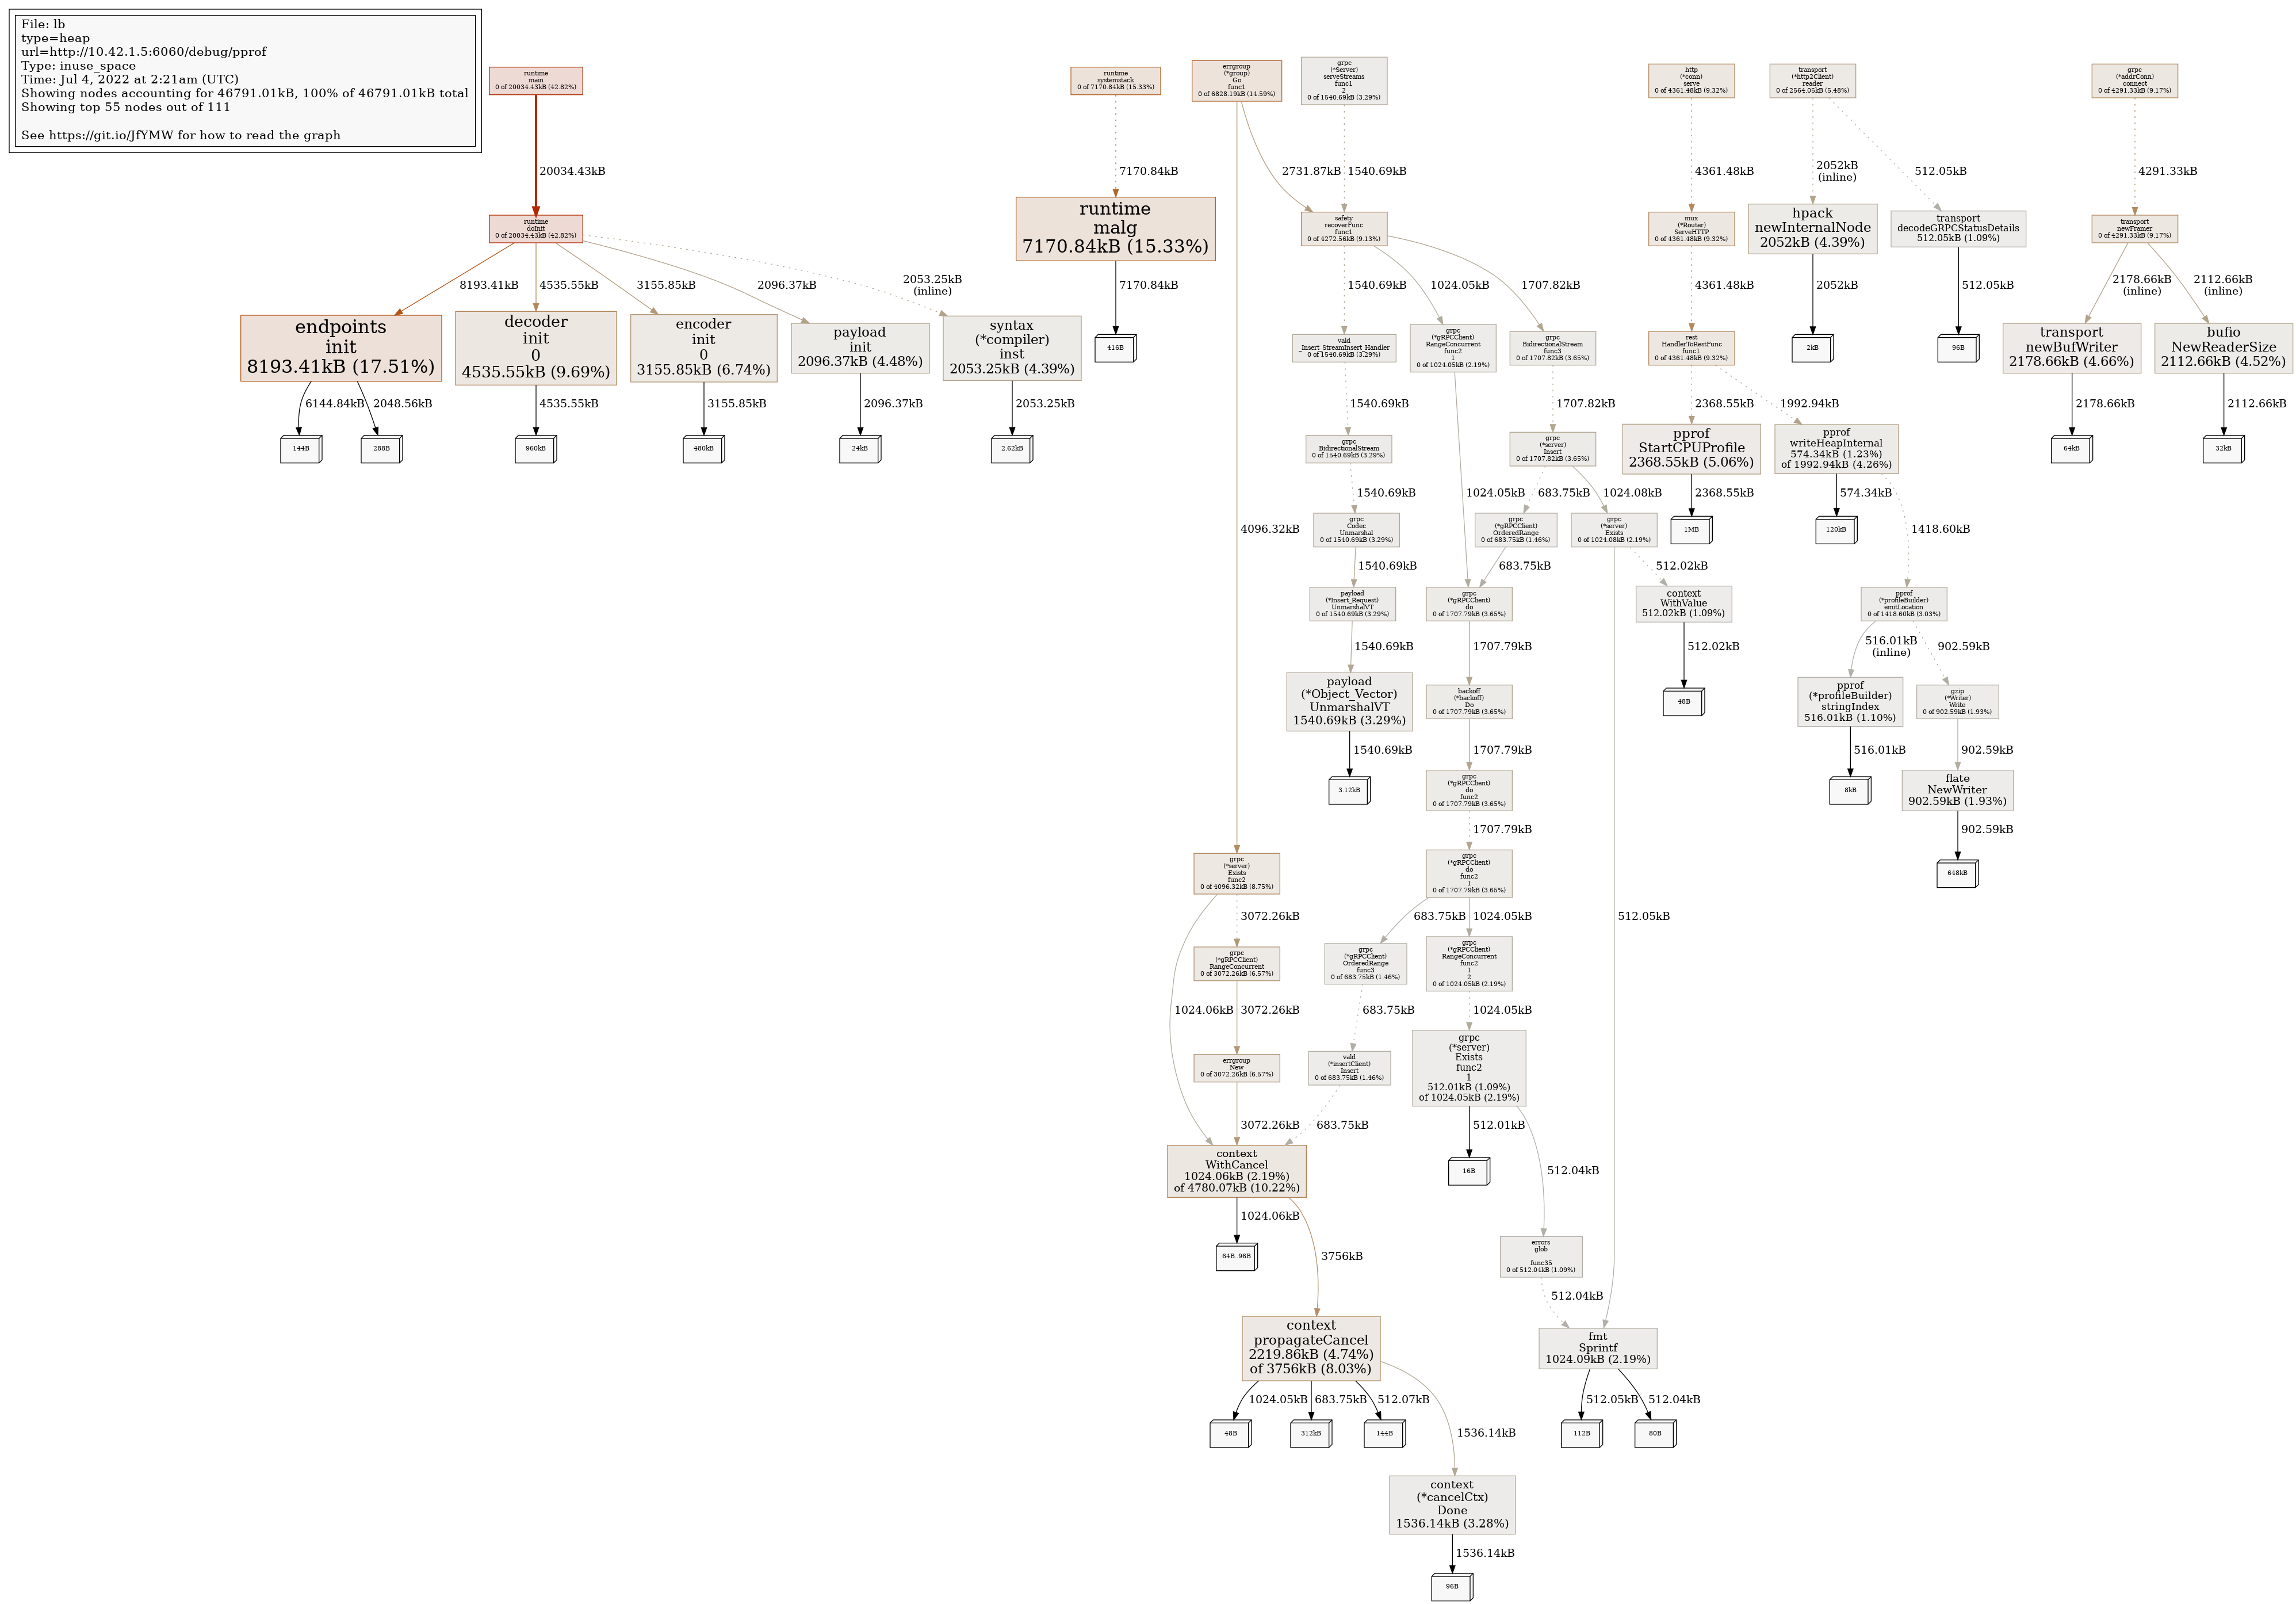 File: lb
type=heap
url=http://10.42.1.5:6060/debug/pprof
Type: inuse_space
Time: Jul 4, 2022 at 2:21am (UTC)
Showing nodes accounting for 46791.01kB, 100% of 46791.01kB total
Showing top 55 nodes out of 111
See https://git.io/JfYMW for how to read the graph
runtime
main
0 of 20034.43kB (42.82%)
20034.43kB
runtime
doInit
0 of 20034.43kB (42.82%)
8193.41kB
4535.55kB
3155.85kB
2096.37kB
2053.25kB
(inline)
endpoints
init
8193.41kB (17.51%)
6144.84kB
2048.56kB
144B
288B
decoder
init
0
4535.55kB (9.69%)
4535.55kB
960kB
encoder
init
0
3155.85kB (6.74%)
3155.85kB
480kB
payload
init
2096.37kB (4.48%)
2096.37kB
24kB
syntax
(*compiler)
inst
2053.25kB (4.39%)
2053.25kB
2.62kB
runtime
systemstack
0 of 7170.84kB (15.33%)
7170.84kB
runtime
malg
7170.84kB (15.33%)
7170.84kB
416B
errgroup
(*group)
Go
func1
0 of 6828.19kB (14.59%)
4096.32kB
2731.87kB
grpc
(*Server)
serveStreams
func1
2
0 of 1540.69kB (3.29%)
1540.69kB
safety
recoverFunc
func1
0 of 4272.56kB (9.13%)
1540.69kB
1024.05kB
1707.82kB
vald
_Insert_StreamInsert_Handler
0 of 1540.69kB (3.29%)
1540.69kB
grpc
BidirectionalStream
0 of 1540.69kB (3.29%)
1540.69kB
grpc
Codec
Unmarshal
0 of 1540.69kB (3.29%)
1540.69kB
payload
(*Insert_Request)
UnmarshalVT
0 of 1540.69kB (3.29%)
1540.69kB
payload
(*Object_Vector)
UnmarshalVT
1540.69kB (3.29%)
1540.69kB
3.12kB
grpc
(*gRPCClient)
RangeConcurrent
func2
1
0 of 1024.05kB (2.19%)
1024.05kB
grpc
BidirectionalStream
func3
0 of 1707.82kB (3.65%)
1707.82kB
grpc
(*server)
Insert
0 of 1707.82kB (3.65%)
683.75kB
1024.08kB
grpc
(*gRPCClient)
OrderedRange
0 of 683.75kB (1.46%)
683.75kB
grpc
(*server)
Exists
0 of 1024.08kB (2.19%)
512.02kB
512.05kB
context
WithValue
512.02kB (1.09%)
512.02kB
48B
grpc
(*gRPCClient)
do
0 of 1707.79kB (3.65%)
1707.79kB
backoff
(*backoff)
Do
0 of 1707.79kB (3.65%)
1707.79kB
grpc
(*gRPCClient)
do
func2
0 of 1707.79kB (3.65%)
1707.79kB
grpc
(*gRPCClient)
do
func2
1
0 of 1707.79kB (3.65%)
683.75kB
1024.05kB
grpc
(*gRPCClient)
OrderedRange
func3
0 of 683.75kB (1.46%)
683.75kB
vald
(*insertClient)
Insert
0 of 683.75kB (1.46%)
683.75kB
grpc
(*gRPCClient)
RangeConcurrent
func2
1
2
0 of 1024.05kB (2.19%)
1024.05kB
grpc
(*server)
Exists
func2
1
512.01kB (1.09%)
of 1024.05kB (2.19%)
512.01kB
16B
512.04kB
errors
glob
func35
0 of 512.04kB (1.09%)
512.04kB
fmt
Sprintf
1024.09kB (2.19%)
512.05kB
512.04kB
112B
80B
grpc
(*server)
Exists
func2
0 of 4096.32kB (8.75%)
1024.06kB
3072.26kB
grpc
(*gRPCClient)
RangeConcurrent
0 of 3072.26kB (6.57%)
3072.26kB
errgroup
New
0 of 3072.26kB (6.57%)
3072.26kB
context
WithCancel
1024.06kB (2.19%)
of 4780.07kB (10.22%)
1024.06kB
64B..96B
3756kB
context
propagateCancel
2219.86kB (4.74%)
of 3756kB (8.03%)
1024.05kB
683.75kB
512.07kB
48B
312kB
144B
1536.14kB
context
(*cancelCtx)
Done
1536.14kB (3.28%)
1536.14kB
96B
http
(*conn)
serve
0 of 4361.48kB (9.32%)
4361.48kB
mux
(*Router)
ServeHTTP
0 of 4361.48kB (9.32%)
4361.48kB
rest
HandlerToRestFunc
func1
0 of 4361.48kB (9.32%)
2368.55kB
1992.94kB
pprof
StartCPUProfile
2368.55kB (5.06%)
2368.55kB
1MB
pprof
writeHeapInternal
574.34kB (1.23%)
of 1992.94kB (4.26%)
574.34kB
120kB
1418.60kB
pprof
(*profileBuilder)
emitLocation
0 of 1418.60kB (3.03%)
516.01kB
(inline)
902.59kB
pprof
(*profileBuilder)
stringIndex
516.01kB (1.10%)
516.01kB
8kB
gzip
(*Writer)
Write
0 of 902.59kB (1.93%)
902.59kB
flate
NewWriter
902.59kB (1.93%)
902.59kB
648kB
transport
(*http2Client)
reader
0 of 2564.05kB (5.48%)
2052kB
(inline)
512.05kB
hpack
newInternalNode
2052kB (4.39%)
2052kB
2kB
transport
decodeGRPCStatusDetails
512.05kB (1.09%)
512.05kB
96B
grpc
(*addrConn)
connect
0 of 4291.33kB (9.17%)
4291.33kB
transport
newFramer
0 of 4291.33kB (9.17%)
2178.66kB
(inline)
2112.66kB
(inline)
transport
newBufWriter
2178.66kB (4.66%)
2178.66kB
64kB
bufio
NewReaderSize
2112.66kB (4.52%)
2112.66kB
32kB